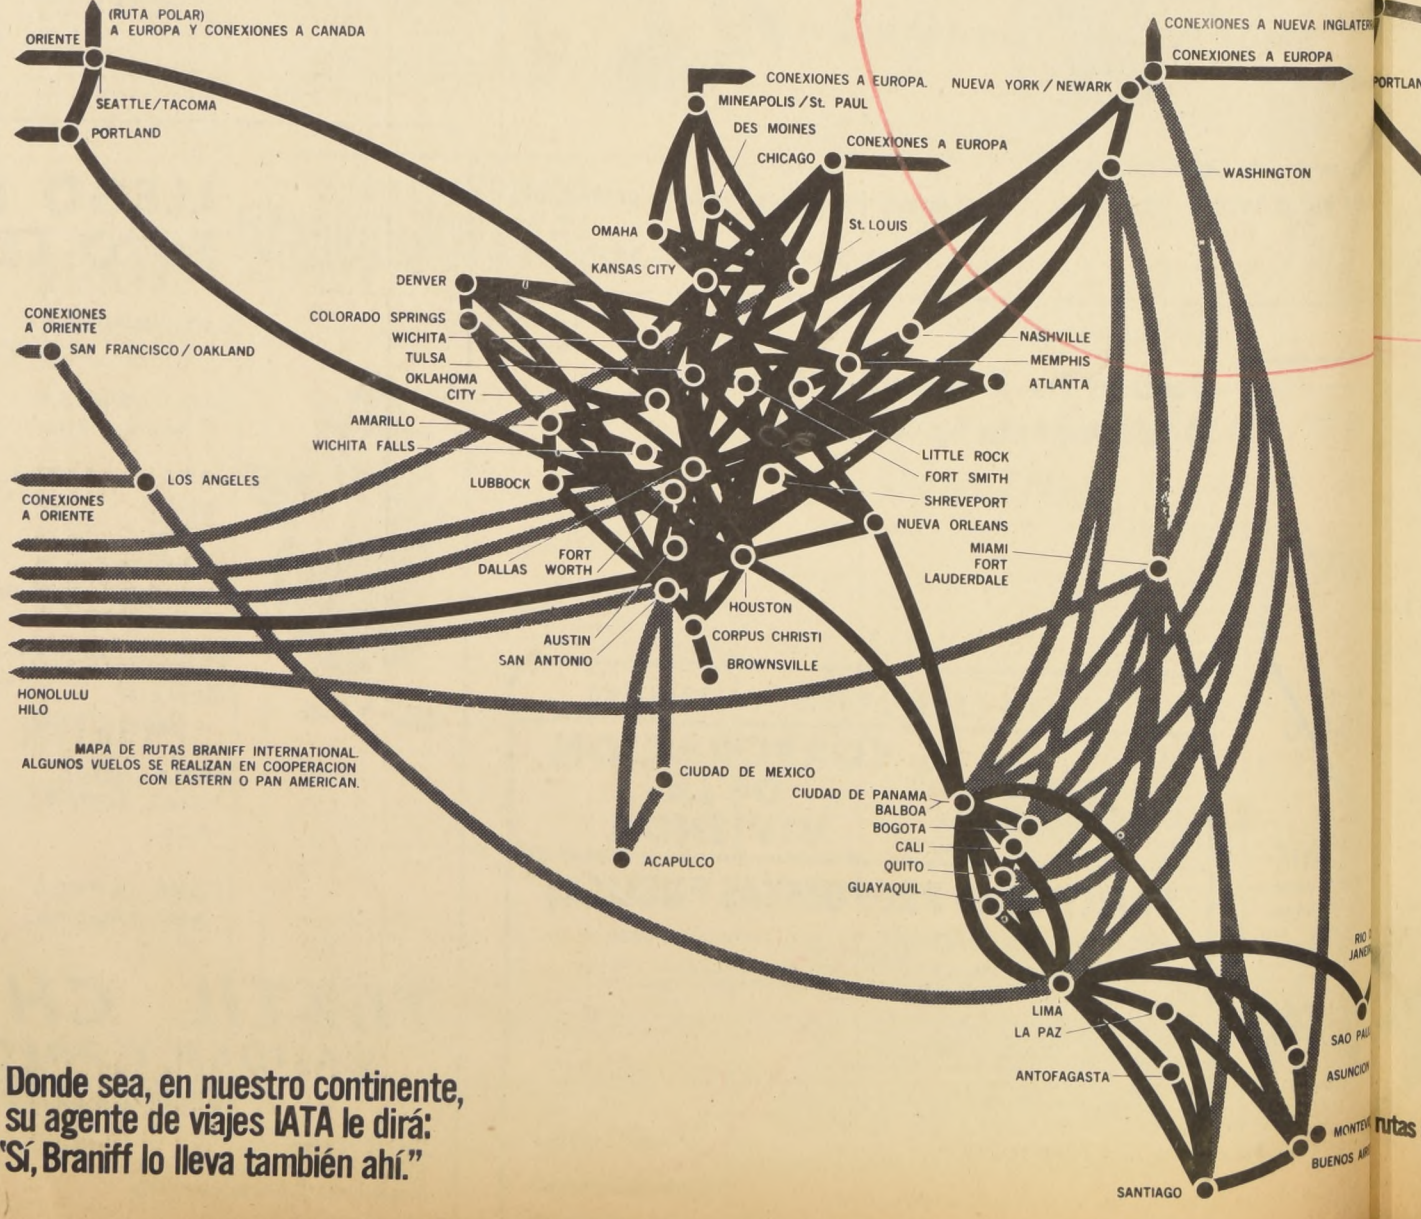 (RUTA POLAR)
A EUROPA Y CONEXIONES A CANADA
ORIENTE
SEATTLE/TACOMA
PORTLAND
CONEXIONES A NUEVA
CONEXIONES A EUROPA
CONEXIONES A EUROPA.
NUEVA YORK/NEWARK
MINEAPOLIS/St. PAUL
DES MOINES
CHICAGO
CONEXIONES A EUROPA
WASHINGTON
OMAHA
St. LOUIS
KANSAS CITY
DENVER
COLORADO SPRINGS
WICHITA
TULSA
OKLAHOMA
CITY
AMARILLO
WICHITA FALLS
LUBBOCK
NASHVILLE
MEMPHIS
ATLANTA
LITTLE ROCK
FORT SMITH
SHREVEPORT
NUEVA ORLEANS
MIAMI
FORT
LAUDERDALE
CONEXIONES
A ORIENTE
SAN FRANCISCO/OAKLAND
LOS ANGELES
CONEXIONES
A ORIENTE
FORT
DALLAS WORTH
HOUSTON
AUSTIN
SAN ANTONIO
CORPUS CHRISTI
BROWNSVILLE
HONOLULU
HILO
MAPA DE RUTAS BRANIFF INTERNATIONAL.
ALGUNOS VUELOS SE REALIZAN EN COOPERACION
CON EASTERN O PAN AMERICAN.
CIUDAD DE MEXICO
ACAPULCO
CIUDAD DE PANAMA
BALBOA
BOGOTA
CALI
QUITO
GUAYAQUIL
LIMA
LA PAZ
ANTOFAGASTA
RIO
SAO
ASUNCION
BUENOS
SANTIAGO
rutas
Donde sea, en nuestro continente,
su agente de viajes IATA le dirá:
"Sí, Braniff lo lleva también ahí."